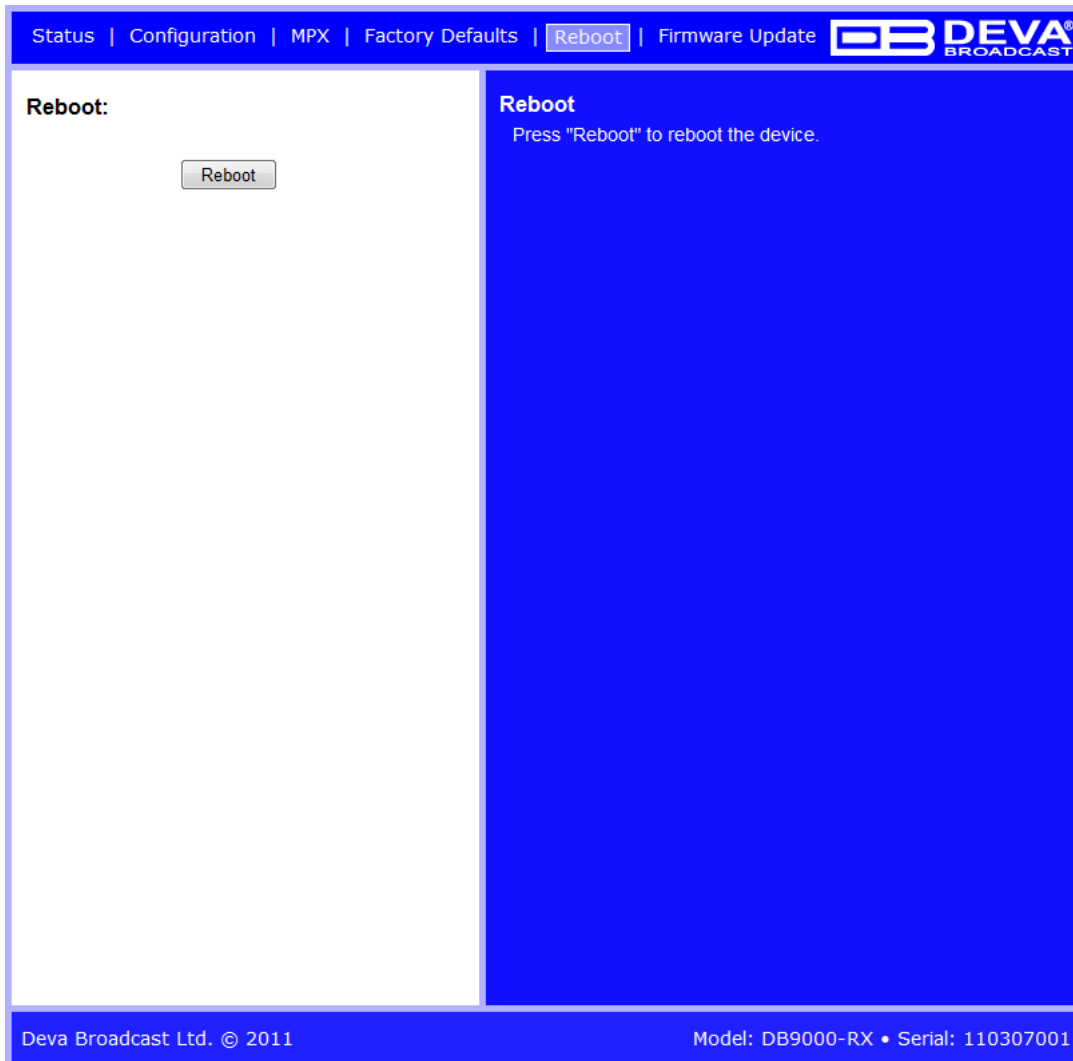 Status | Configuration | MPX | Factory Defaults | Reboot | Firmware Update
DB DEVA®
BROADCAST
Reboot:
Reboot
Reboot
Press "Reboot" to reboot the device.
Deva Broadcast Ltd. © 2011
Model: DB9000-RX • Serial: 110307001